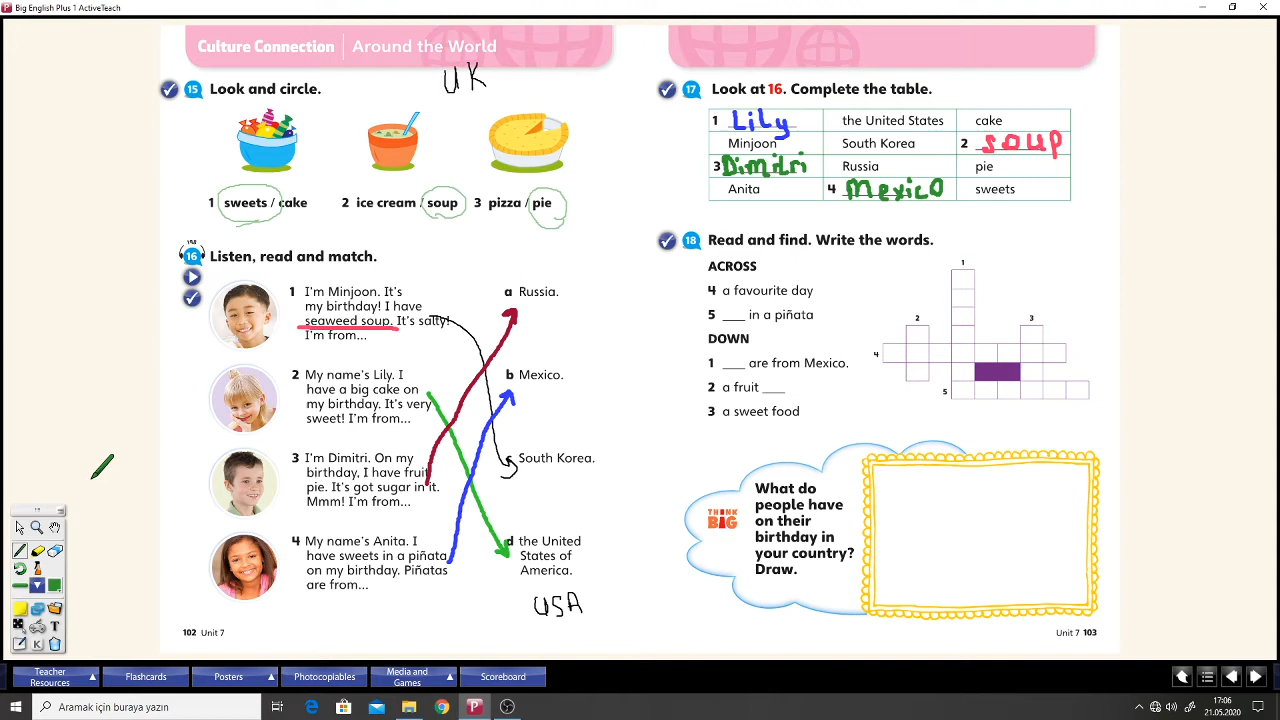 Big English Plus 1 ActiveTeach
Culture Connection | Around the World
UK
15 Look and circle.
1 sweets / cake
2 ice cream / soup
3 pizza / pie
16 Listen, read and match.
1 I'm Minjoon. It's
my birthday! I have
seaweed soup. It's salty!
I'm from...
2 My name's Lily. I
have a big cake on
my birthday. It's very
sweet! I'm from...
3 I'm Dimitri. On my
birthday, I have fruit
pie. It's got sugar in it.
Mmm! I'm from...
4 My name's Anita. I
have sweets in a piñata
on my birthday. Piñatas
are from...
a Russia.
b Mexico.
c South Korea.
d the United
States of
America.
USA
102 Unit 7
17 Look at 16. Complete the table.
1 Lily the United States cake
Minjoon South Korea 2 soup
3 Dimitri Russia pie
Anita 4 mexico sweets
18 Read and find. Write the words.
ACROSS
4 a favourite day
5 ___ in a piñata
DOWN
1 ___ are from Mexico.
2 a fruit ___
3 a sweet food
1
2
3
4
5
THINK
BIG
What do
people have
on their
birthday in
your country?
Draw.
Unit 7 103
Teacher
Resources
Flashcards
Posters
Photocopiables
Media and
Games
Scoreboard
Aramak için buraya yazın
17:06
21.05.2020